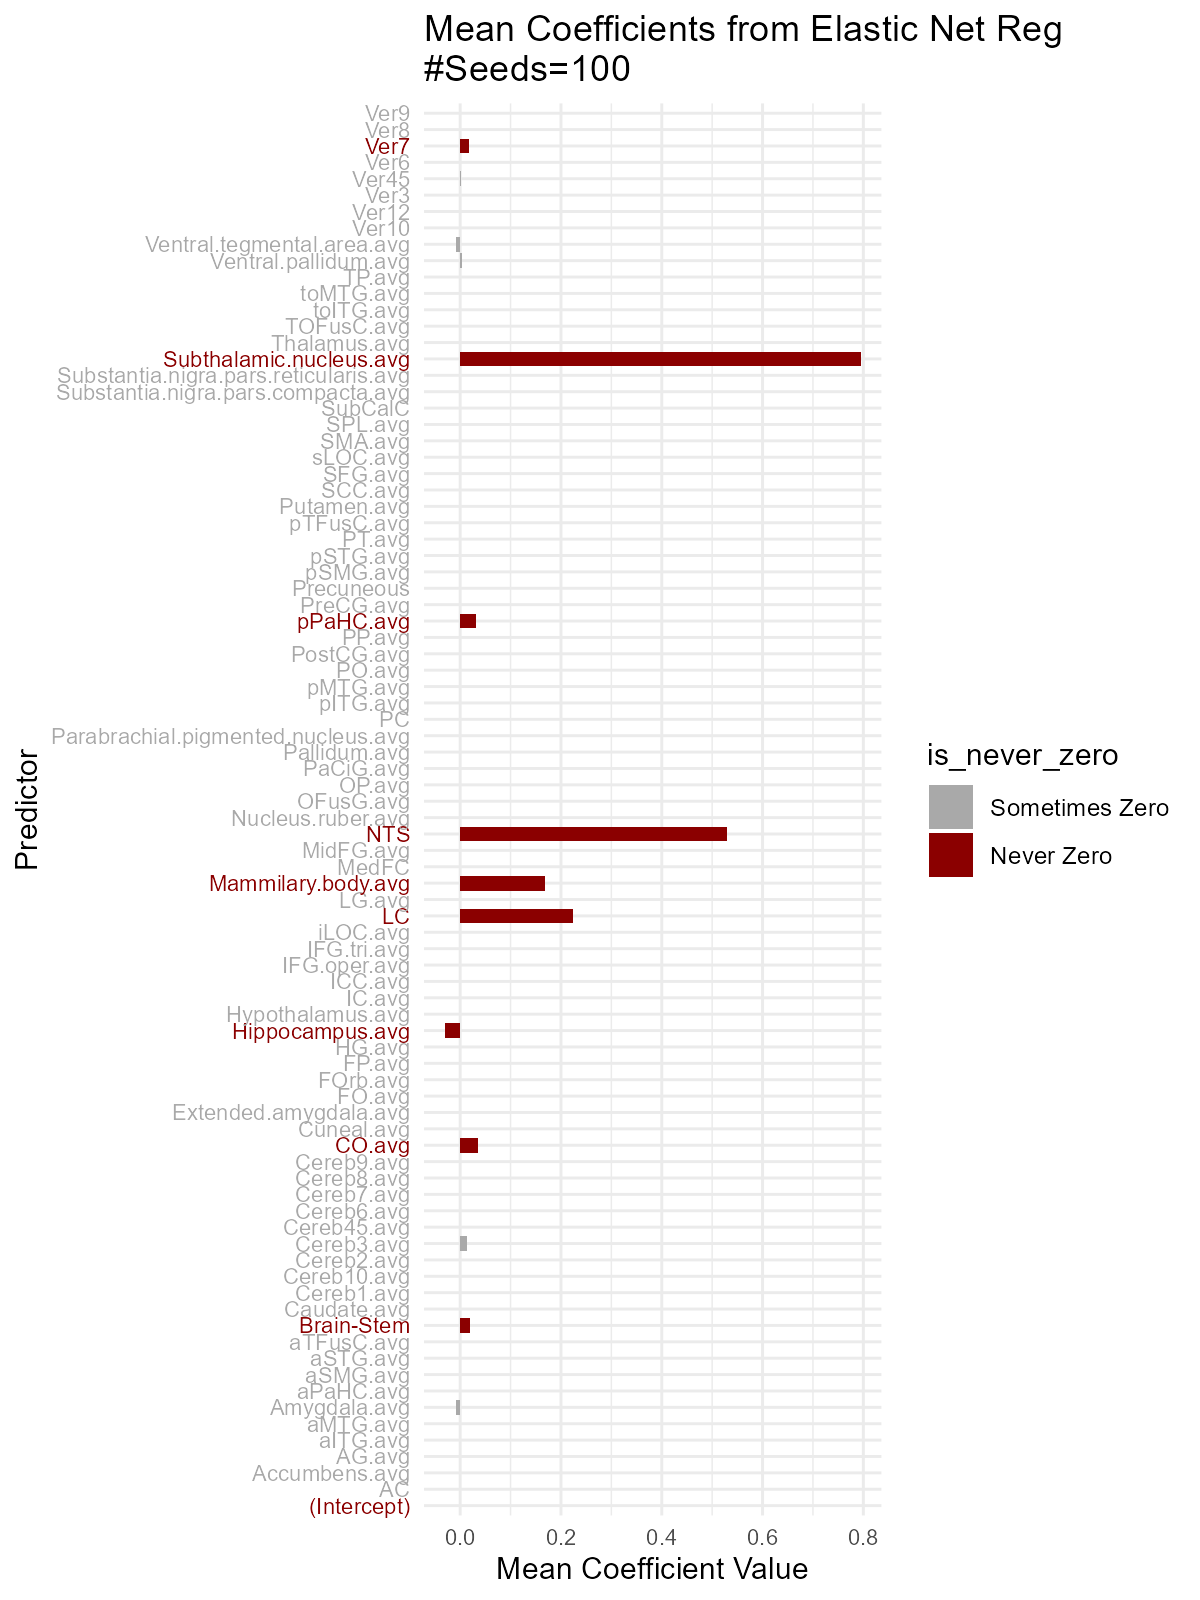 Mean Coefficients from Elastic Net Reg
#Seeds=100
Predictor
Ver9
Ver8
Ver7
Ver6
Ver45
Ver3
Ver12
Ver10
Ventral.tegmental.area.avg
Ventral.pallidum.avg
TP.avg
toMTG.avg
toITG.avg
TOFusC.avg
Thalamus.avg
Subthalamic.nucleus.avg
Substantia.nigra.pars.reticularis.avg
Substantia.nigra.pars.compacta.avg
SubCalC
SPL.avg
SMA.avg
sLOC.avg
SFG.avg
SCC.avg
Putamen.avg
pTFusC.avg
PT.avg
pSTG.avg
pSMG.avg
Precuneous
PreCG.avg
pPaHC.avg
PP.avg
PostCG.avg
PO.avg
pMTG.avg
pITG.avg
PC
Parabrachial.pigmented.nucleus.avg
Pallidum.avg
PaCiG.avg
OP.avg
OFusG.avg
Nucleus.ruber.avg
NTS
MidFG.avg
MedFC
Mammilary.body.avg
LG.avg
LC
iLOC.avg
IFG.tri.avg
IFG.oper.avg
ICC.avg
IC.avg
Hypothalamus.avg
Hippocampus.avg
HG.avg
FP.avg
FOrb.avg
FO.avg
Extended.amygdala.avg
Cuneal.avg
CO.avg
Cereb9.avg
Cereb8.avg
Cereb7.avg
Cereb6.avg
Cereb45.avg
Cereb3.avg
Cereb2.avg
Cereb10.avg
Cereb1.avg
Caudate.avg
Brain-Stem
aTFusC.avg
aSTG.avg
aSMG.avg
aPaHC.avg
Amygdala.avg
aMTG.avg
aITG.avg
AG.avg
Accumbens.avg
AC
(Intercept)
0.0 0.2 0.4 0.6 0.8
Mean Coefficient Value
is_never_zero
Sometimes Zero
Never Zero